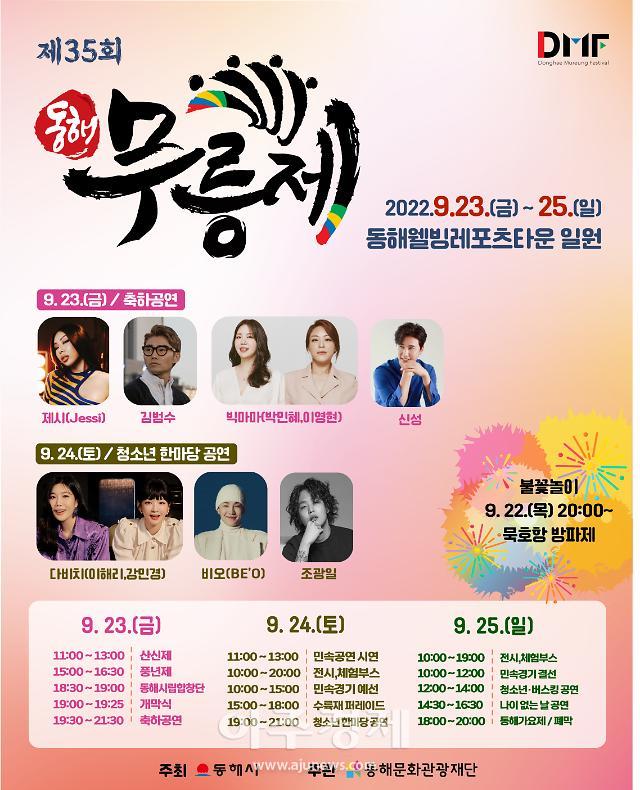 제35회
DMF
Donghae Mureung Festival
동해
무릉제
2022.9.23.(금) ~ 25.(일)
동해웰빙레포츠타운 일원
9. 23.(금) / 축하공연
제시(Jessi)
김범수
빅마마(박민혜,이영현)
신성
9. 24.(토) / 청소년 한마당 공연
다비치(이해리,강민경)
비오(BE'O)
조광일
불꽃놀이
9. 22.(목) 20:00~
묵호항 방파제
9. 23.(금)
11:00 ~ 13:00 산신제
15:00 ~ 16:30 풍년제
18:30 ~ 19:00 동해시립합창단
19:00 ~ 19:25 개막식
19:30 ~ 21:30 축하공연
9. 24.(토)
11:00 ~ 13:00 민속공연 시연
10:00 ~ 20:00 전시,체험부스
10:00 ~ 15:00 민속경기 예선
15:00 ~ 18:00 수륙재 퍼레이드
19:00 ~ 21:00 청소년 한마당 공연
9. 25.(일)
10:00 ~ 19:00 전시,체험부스
10:00 ~ 12:00 민속경기 결선
12:00 ~ 14:00 청소년·버스킹 공연
14:30 ~ 16:30 나이 없는 날 공연
18:00 ~ 20:00 동해가요제 / 폐막
아주경제
www.ajunews.com
주최 동해시 주관 동해문화관광재단